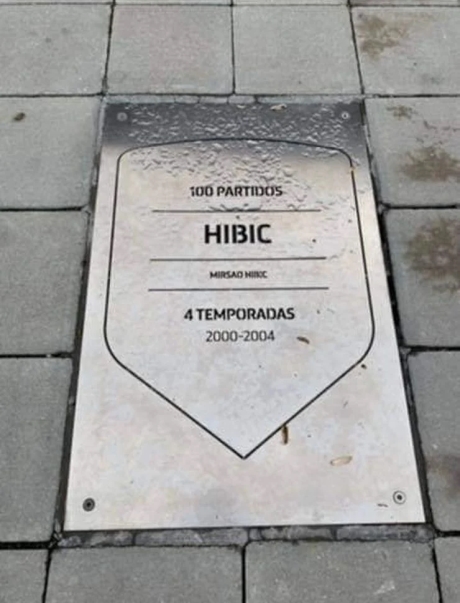 100 PARTIDOS
HIBIC
MIRSAD HIBIC
4 TEMPORADAS
2000-2004